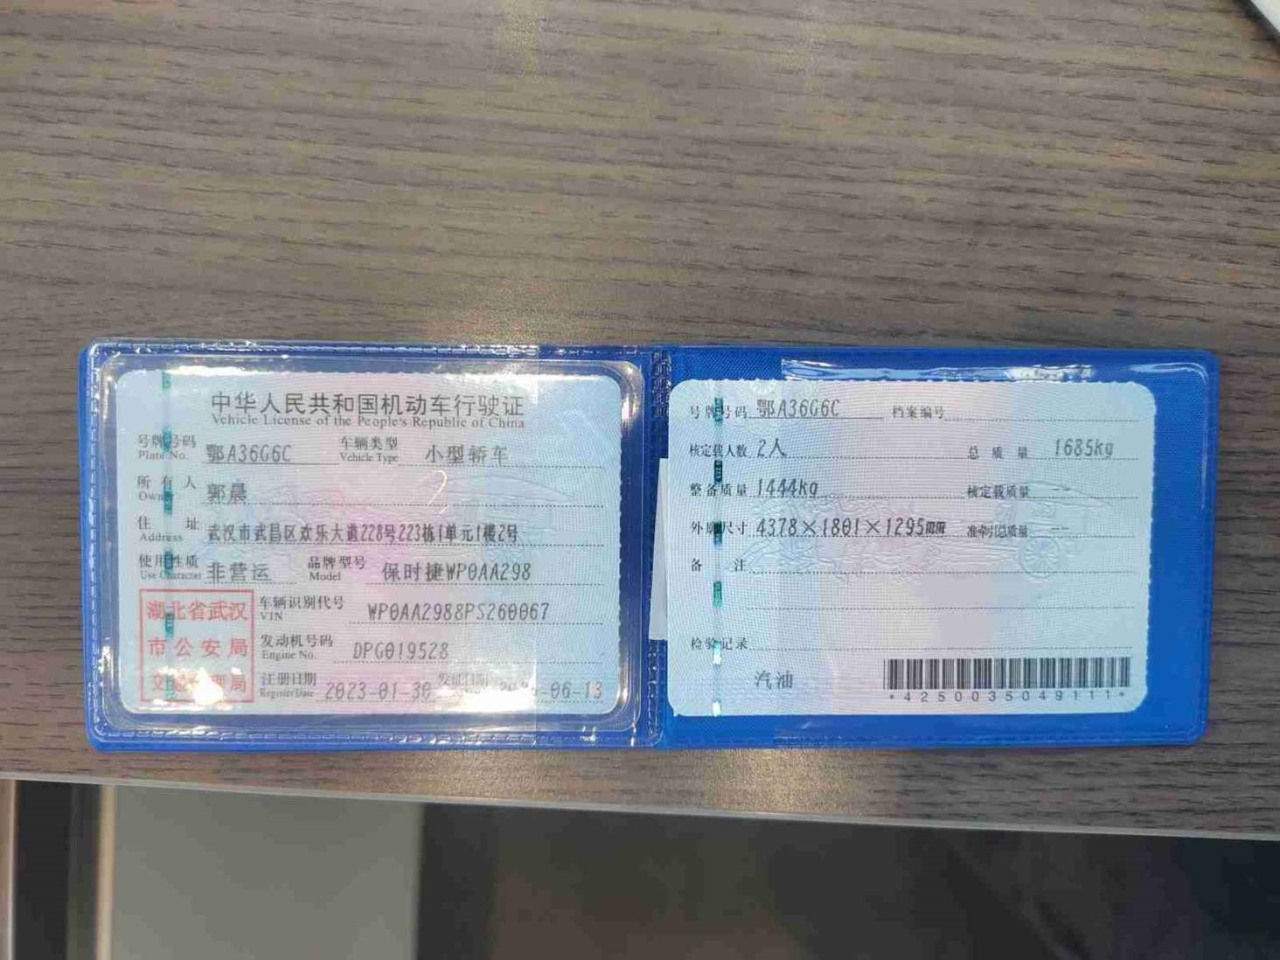 中华人民共和国机动车行驶证
Vehicle License of the People's Republic of China
号牌号码 Plate No. 鄂A36G6C 车辆类型 Vehicle Type 小型轿车
所有人 Owner 郭晨
住址 Address 武汉市武昌区欢乐大道228号223栋1单元1楼2号
使用性质 Use Character 非营运 品牌型号 Model 保时捷WP0AA298
湖北省武汉市公安局交 管 局
车辆识别代号 VIN WP0AA2988PS260067
发动机号码 Engine No. DPG019528
注册日期 Register Date 2023-01-30 发证日期 06-13
号牌号码 鄂A36G6C 档案编号
核定载人数 2人 总质量 1685kg
整备质量 1444kg 核定载质量 --
外廓尺寸 4378×1801×1295mm 准牵引总质量 --
备注
检验记录
汽油
*4250035049111*